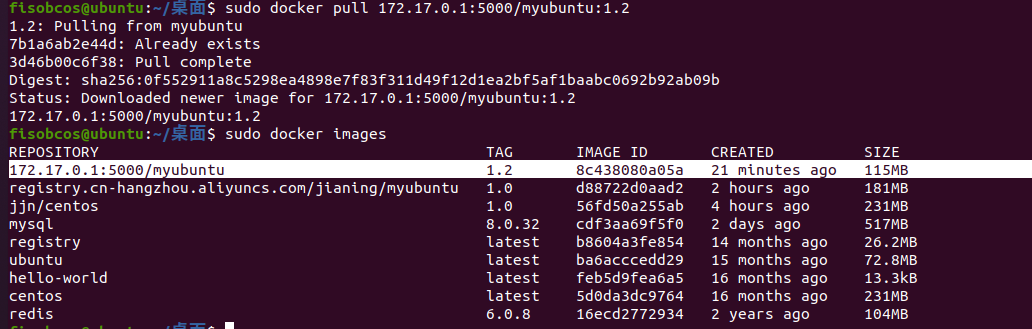 fisobcos@ubuntu:~/桌面$ sudo docker pull 172.17.0.1:5000/myubuntu:1.2
1.2: Pulling from myubuntu
7b1a6ab2e44d: Already exists
3d46b00c6f38: Pull complete
Digest: sha256:0f552911a8c5298ea4898e7f83f311d49f12d1ea2bf5af1baabc0692b92ab09b
Status: Downloaded newer image for 172.17.0.1:5000/myubuntu:1.2
172.17.0.1:5000/myubuntu:1.2
fisobcos@ubuntu:~/桌面$ sudo docker images
REPOSITORY TAG IMAGE ID CREATED SIZE
172.17.0.1:5000/myubuntu 1.2 8c438080a05a 21 minutes ago 115MB
registry.cn-hangzhou.aliyuncs.com/jianing/myubuntu 1.0 d88722d0aad2 2 hours ago 181MB
jjn/centos 1.0 56fd50a255ab 4 hours ago 231MB
mysql 8.0.32 cdf3aa69f5f0 2 days ago 517MB
registry latest b8604a3fe854 14 months ago 26.2MB
ubuntu latest ba6acccedd29 15 months ago 72.8MB
hello-world latest feb5d9fea6a5 16 months ago 13.3kB
centos latest 5d0da3dc9764 16 months ago 231MB
redis 6.0.8 16ecd2772934 2 years ago 104MB